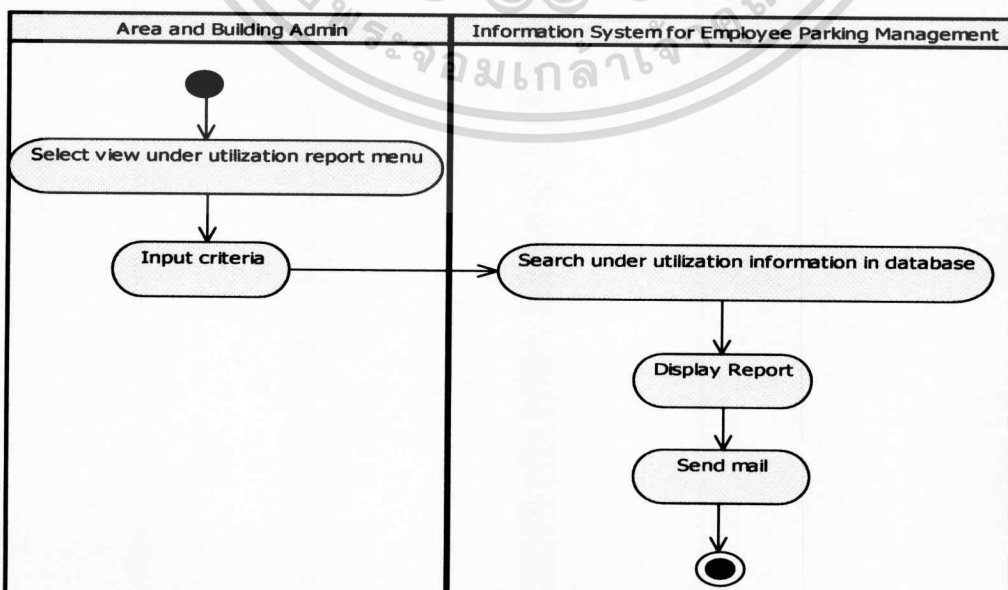 Area and Building Admin
Information System for Employee Parking Management
Select view under utilization report menu
Input criteria
Search under utilization information in database
Display Report
Send mail